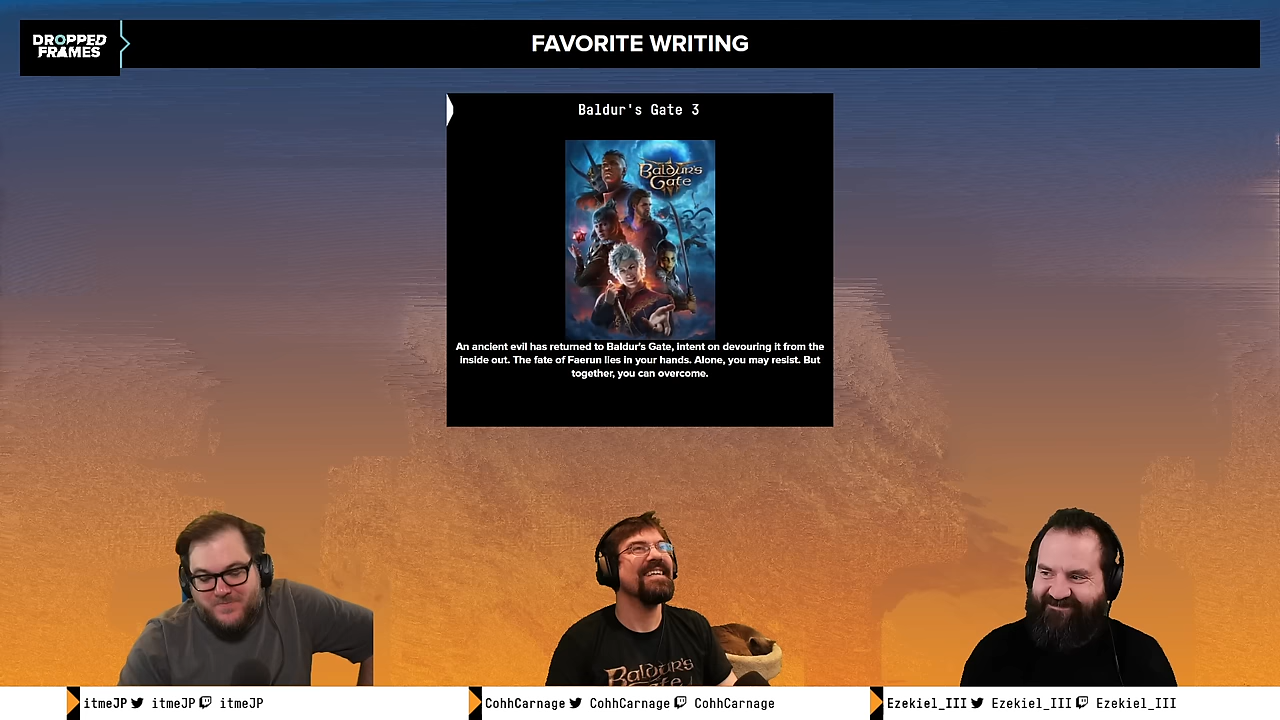 DROPPED
FRAMES
FAVORITE WRITING
Baldur's Gate 3
Baldur's
Gate
An ancient evil has returned to Baldur's Gate, intent on devouring it from the
inside out. The fate of Faerun lies in your hands. Alone, you may resist. But
together, you can overcome.
Baldur's
Gate
itmeJP itmeJP itmeJP
CohhCarnage CohhCarnage CohhCarnage
Ezekiel_III Ezekiel_III Ezekiel_III